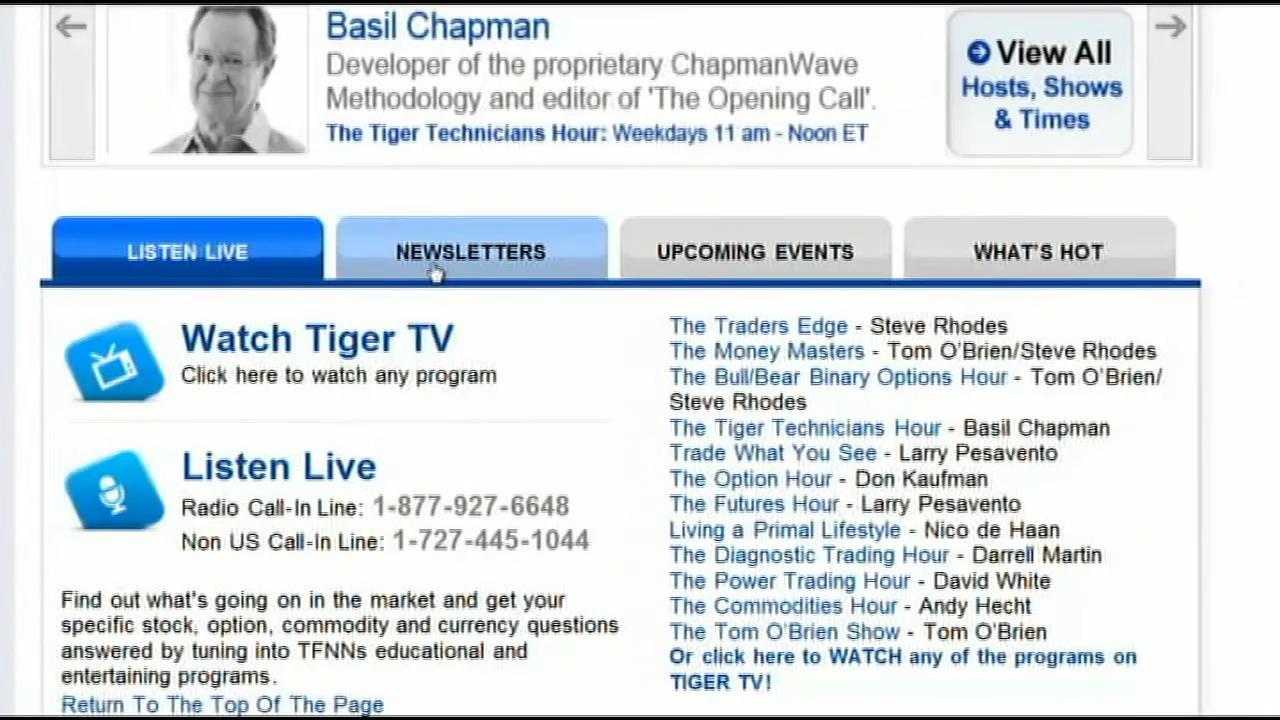 Basil Chapman
Developer of the proprietary ChapmanWave
Methodology and editor of 'The Opening Call'.
The Tiger Technicians Hour: Weekdays 11 am - Noon ET
View All
Hosts, Shows
& Times
LISTEN LIVE
NEWSLETTERS
UPCOMING EVENTS
WHAT'S HOT
Watch Tiger TV
Click here to watch any program
Listen Live
Radio Call-In Line: 1-877-927-6648
Non US Call-In Line: 1-727-445-1044
Find out what's going on in the market and get your
specific stock, option, commodity and currency questions
answered by tuning into TFNNs educational and
entertaining programs.
Return To The Top Of The Page
The Traders Edge - Steve Rhodes
The Money Masters - Tom O'Brien/Steve Rhodes
The Bull/Bear Binary Options Hour - Tom O'Brien/
Steve Rhodes
The Tiger Technicians Hour - Basil Chapman
Trade What You See - Larry Pesavento
The Option Hour - Don Kaufman
The Futures Hour - Larry Pesavento
Living a Primal Lifestyle - Nico de Haan
The Diagnostic Trading Hour - Darrell Martin
The Power Trading Hour - David White
The Commodities Hour - Andy Hecht
The Tom O'Brien Show - Tom O'Brien
Or click here to WATCH any of the programs on
TIGER TV!